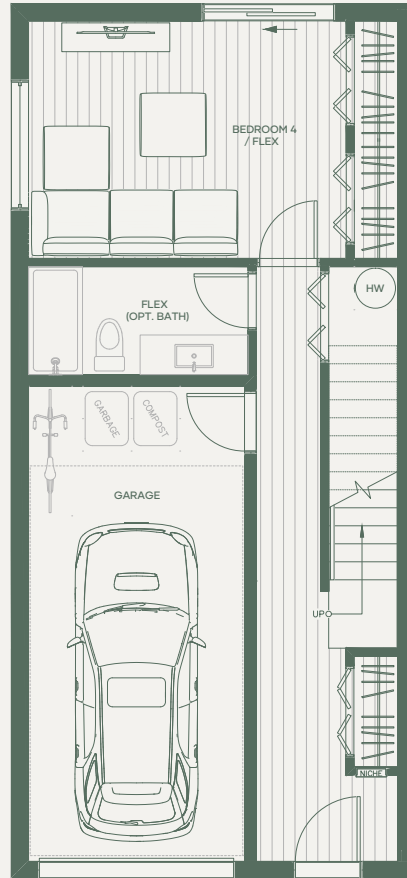 BEDROOM 4
/ FLEX
HW
FLEX
(OPT. BATH)
GARBAGE
COMPOST
GARAGE
UP
NICHE